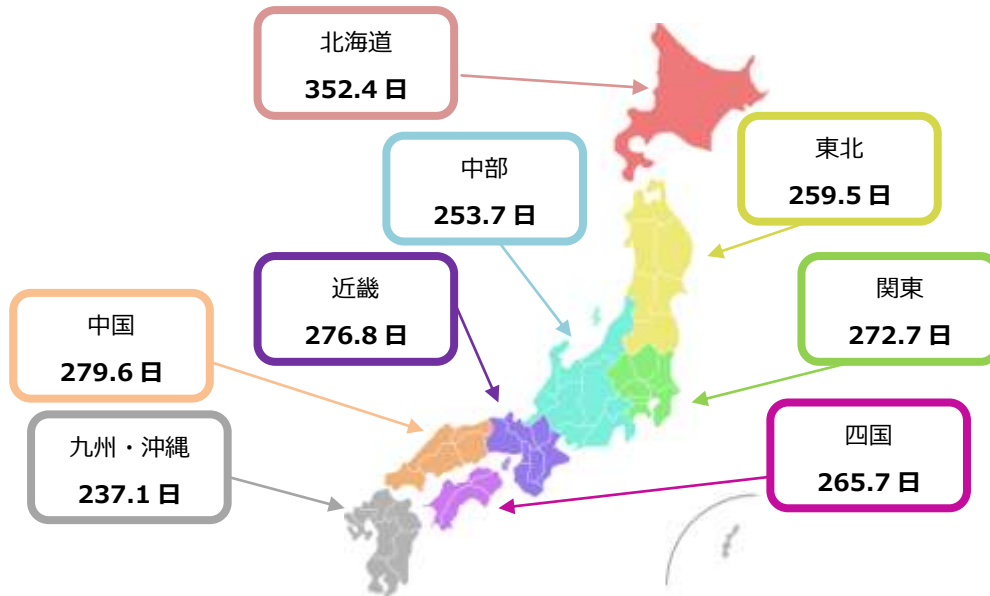 北海道
352.4 日
東北
259.5 日
中部
253.7 日
近畿
276.8 日
関東
272.7 日
中国
279.6 日
四国
265.7 日
九州・沖縄
237.1 日